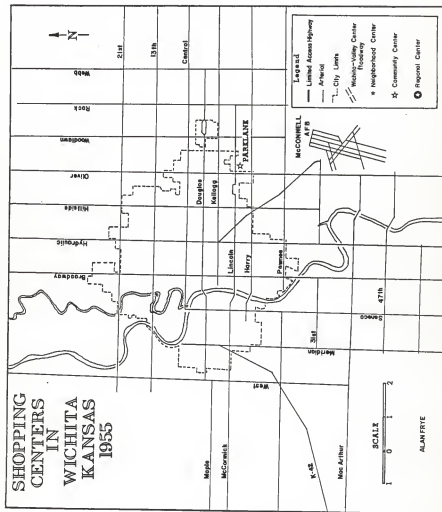 SHOPPING
CENTERS
IN
WICHITA
KANSAS
1955
N
21st
13th
Central
Webb
Rock
Woodlawn
Oliver
Hillside
Hydraulic
Broadway
Douglas
Kellogg
PARKLANE
Lincoln
Harry
Pawnee
31st
47th
Seneca
Meridian
West
Maple
McCormick
K-42
Mac Arthur
McCONNELL
AFB
Legend
Limited Access Highway
Arterial
City Limits
Wichita-Valley Center
floodway
Neighborhood Center
Community Center
Regional Center
SCALE
1 0 1 2
ALAN FRYE